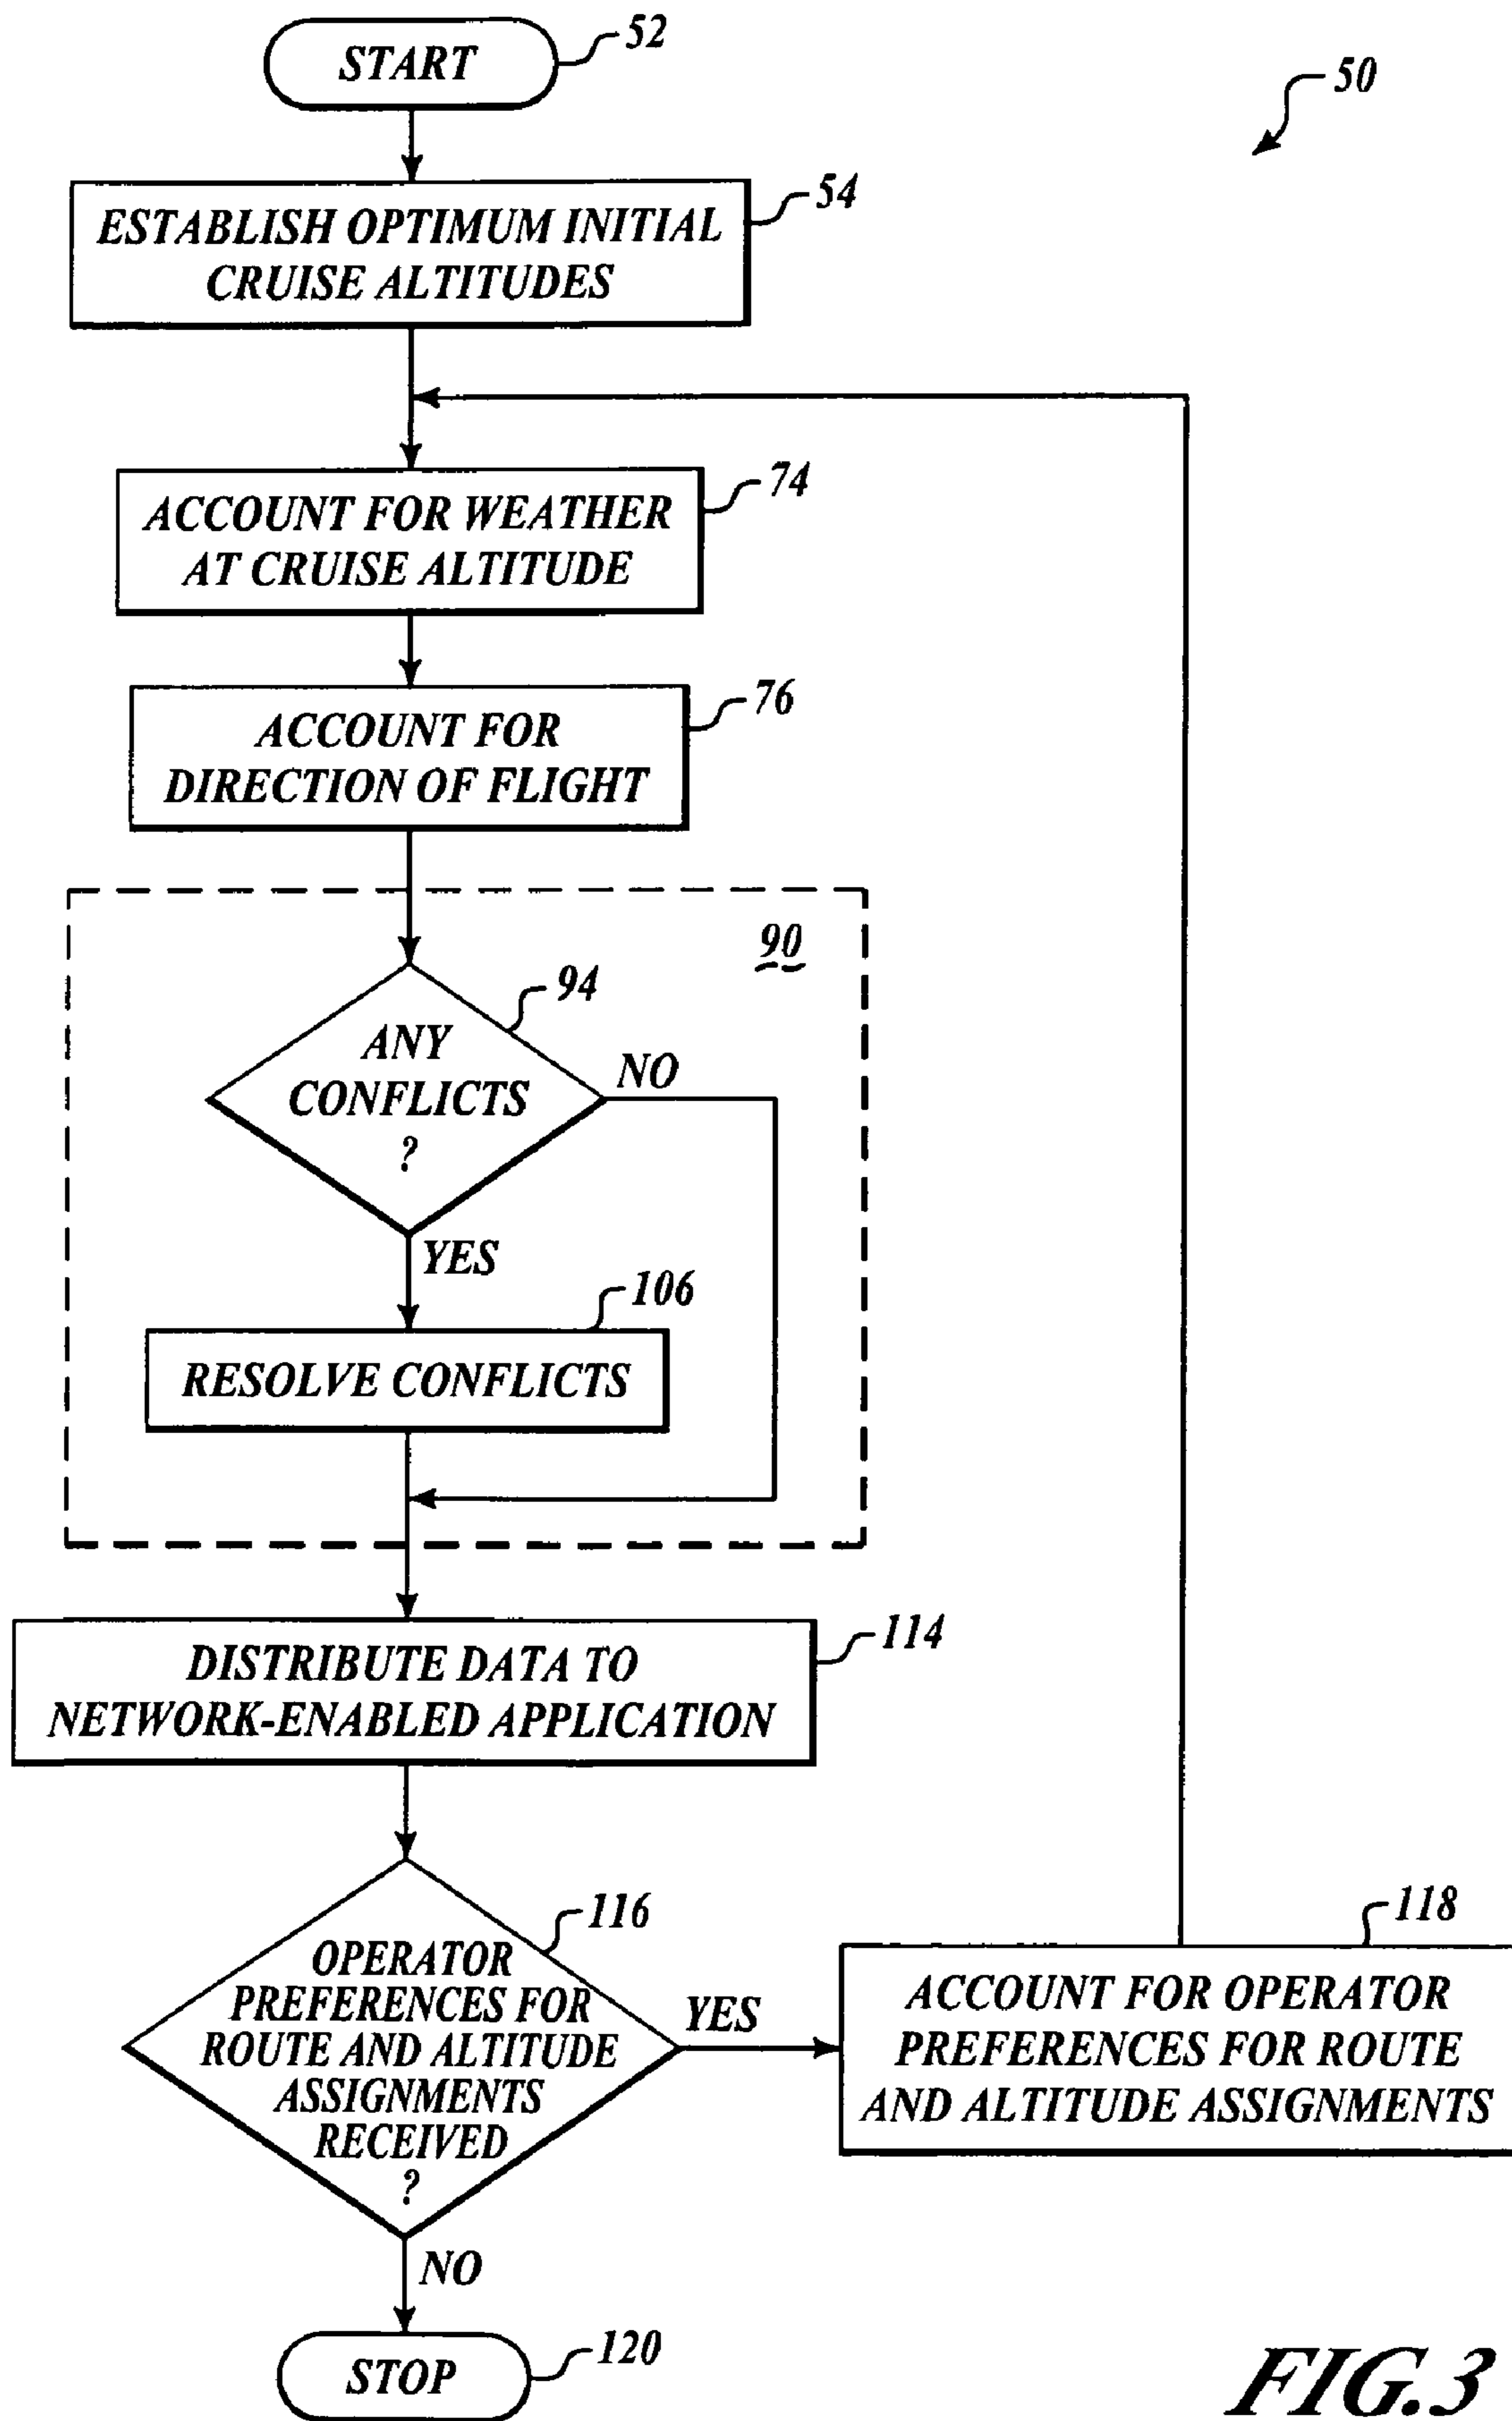 START
52
50
ESTABLISH OPTIMUM INITIAL
CRUISE ALTITUDES
54
ACCOUNT FOR WEATHER
AT CRUISE ALTITUDE
74
ACCOUNT FOR
DIRECTION OF FLIGHT
76
90
94
ANY
CONFLICTS
?
NO
YES
106
RESOLVE CONFLICTS
DISTRIBUTE DATA TO
NETWORK-ENABLED APPLICATION
114
116
OPERATOR
PREFERENCES FOR
ROUTE AND ALTITUDE
ASSIGNMENTS
RECEIVED
?
YES
118
ACCOUNT FOR OPERATOR
PREFERENCES FOR ROUTE
AND ALTITUDE ASSIGNMENTS
NO
STOP
120
FIG.3